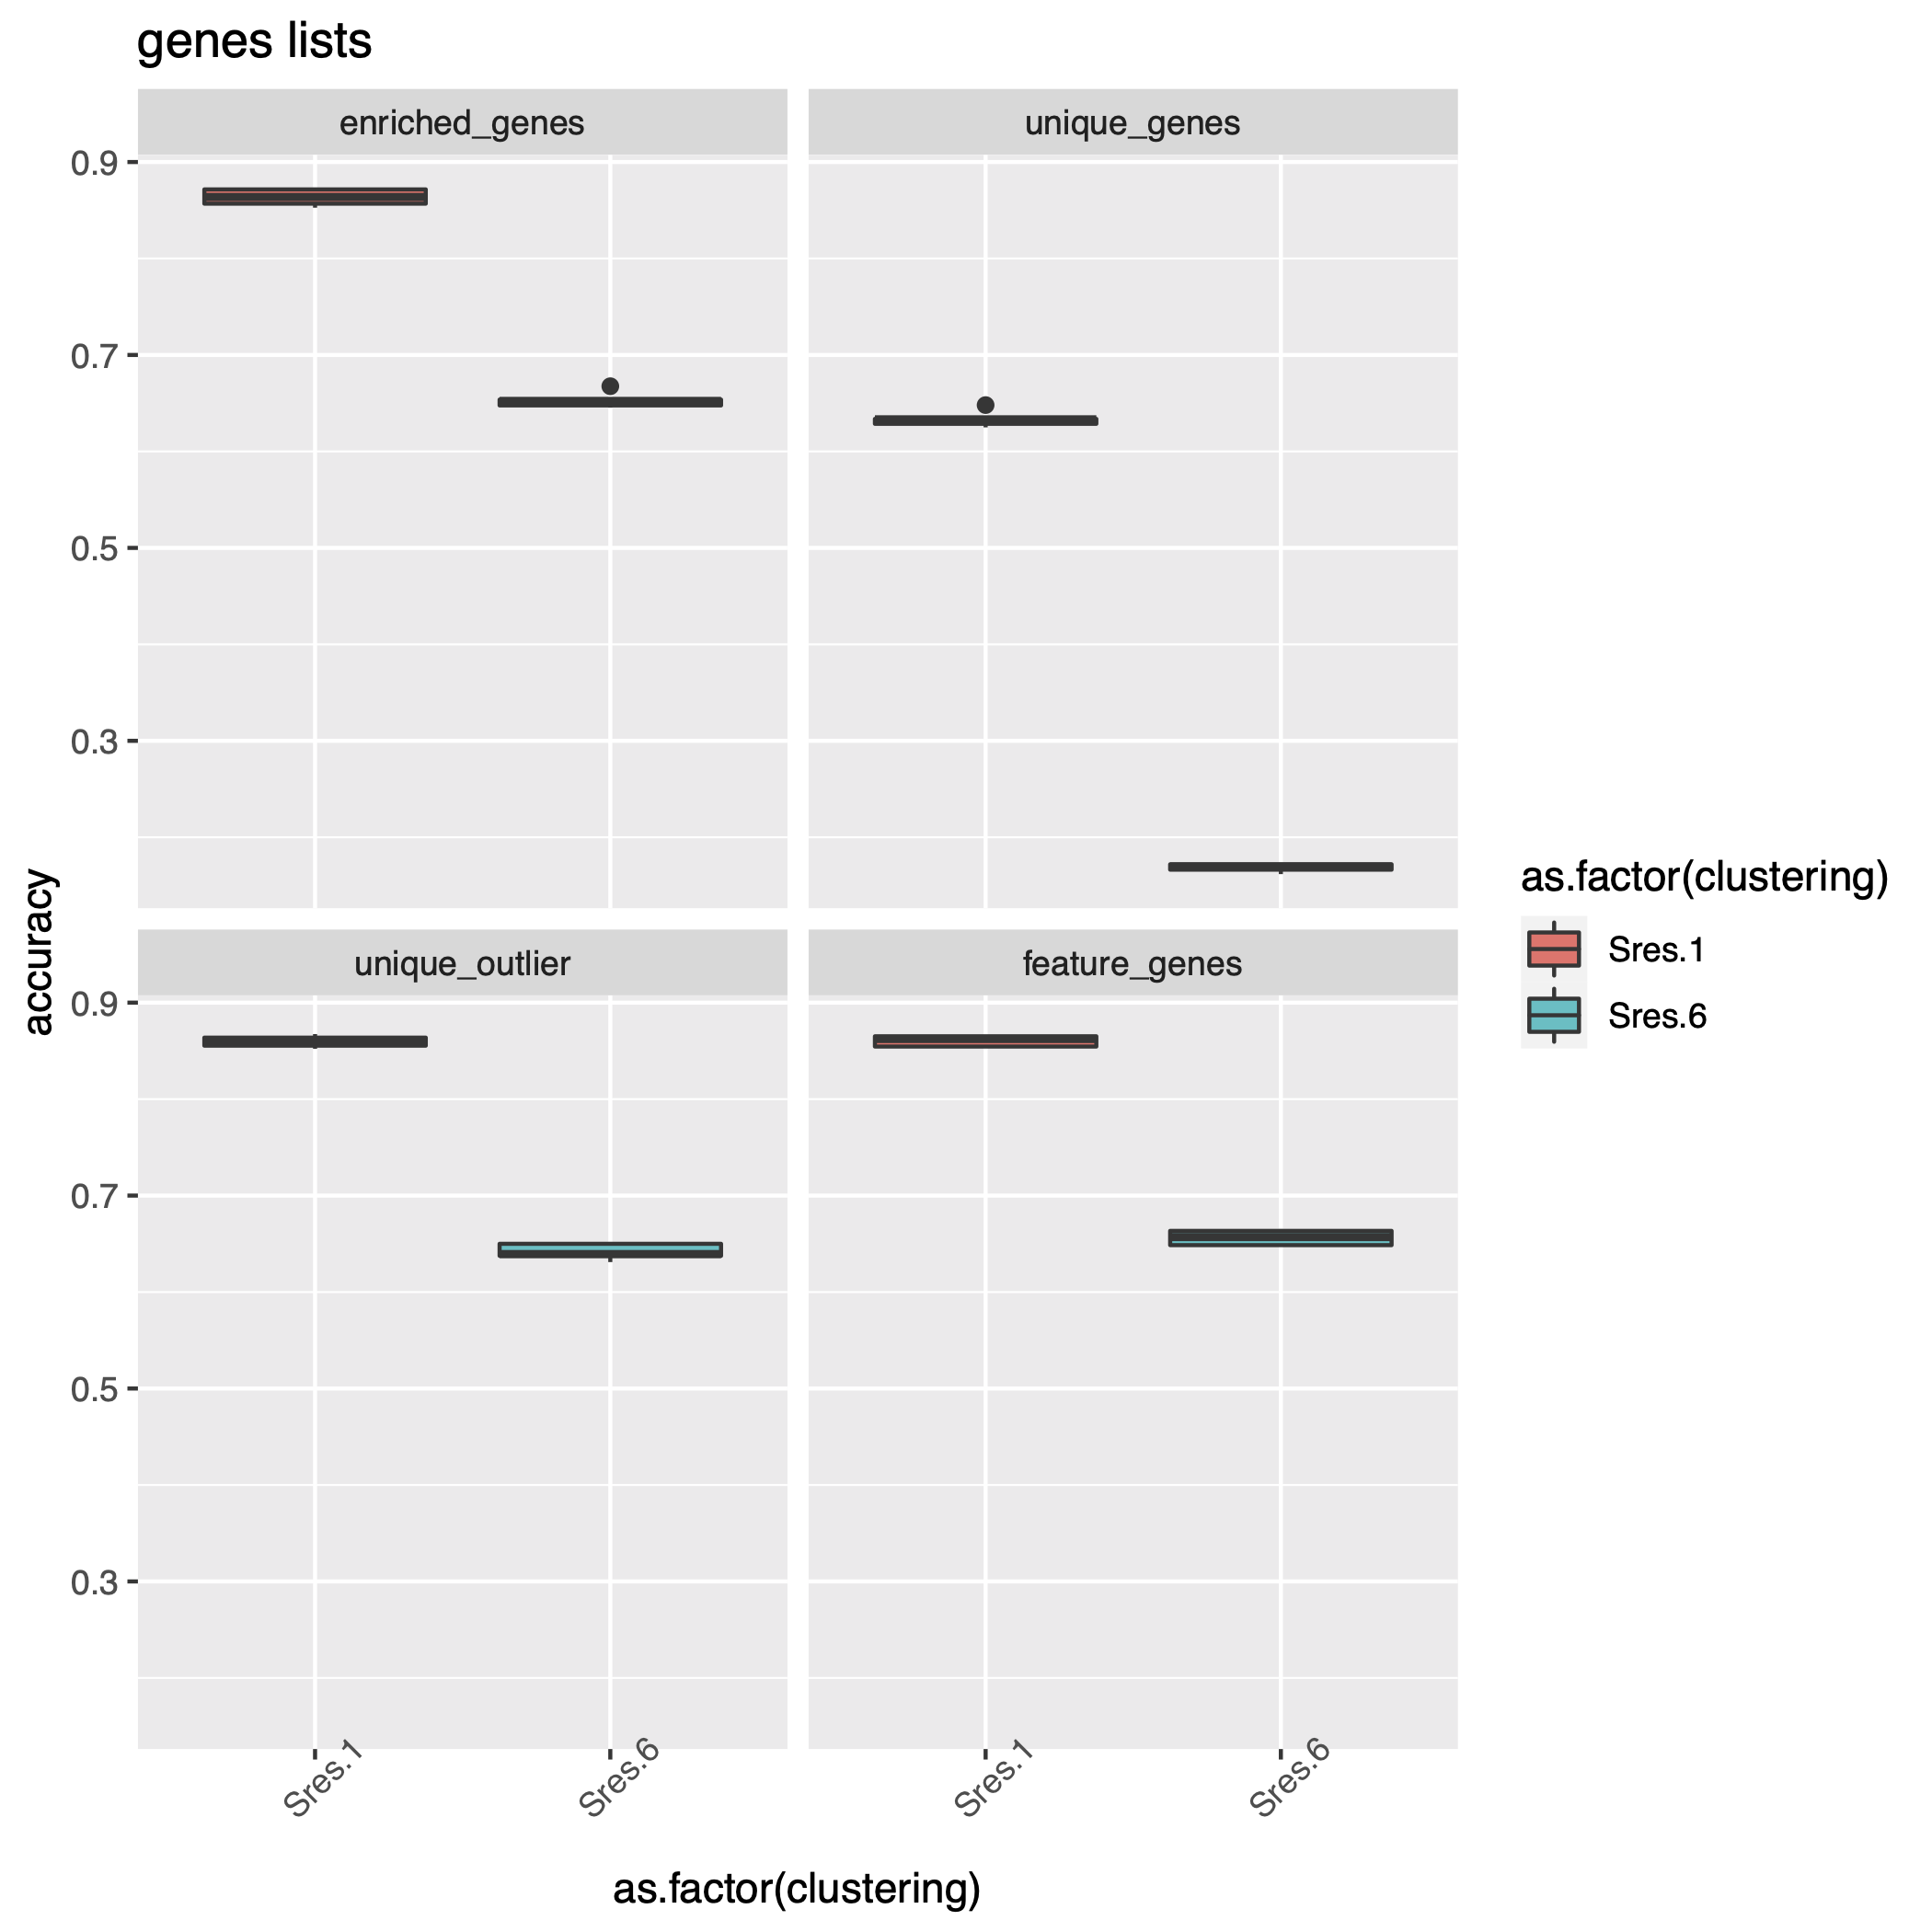 genes lists
enriched_genes
unique_genes
0.9
0.7
0.5
0.3
accuracy
unique_outlier
feature_genes
0.9
0.7
0.5
0.3
Sres.1
Sres.6
Sres.1
Sres.6
as.factor(clustering)
as.factor(clustering)
Sres.1
Sres.6